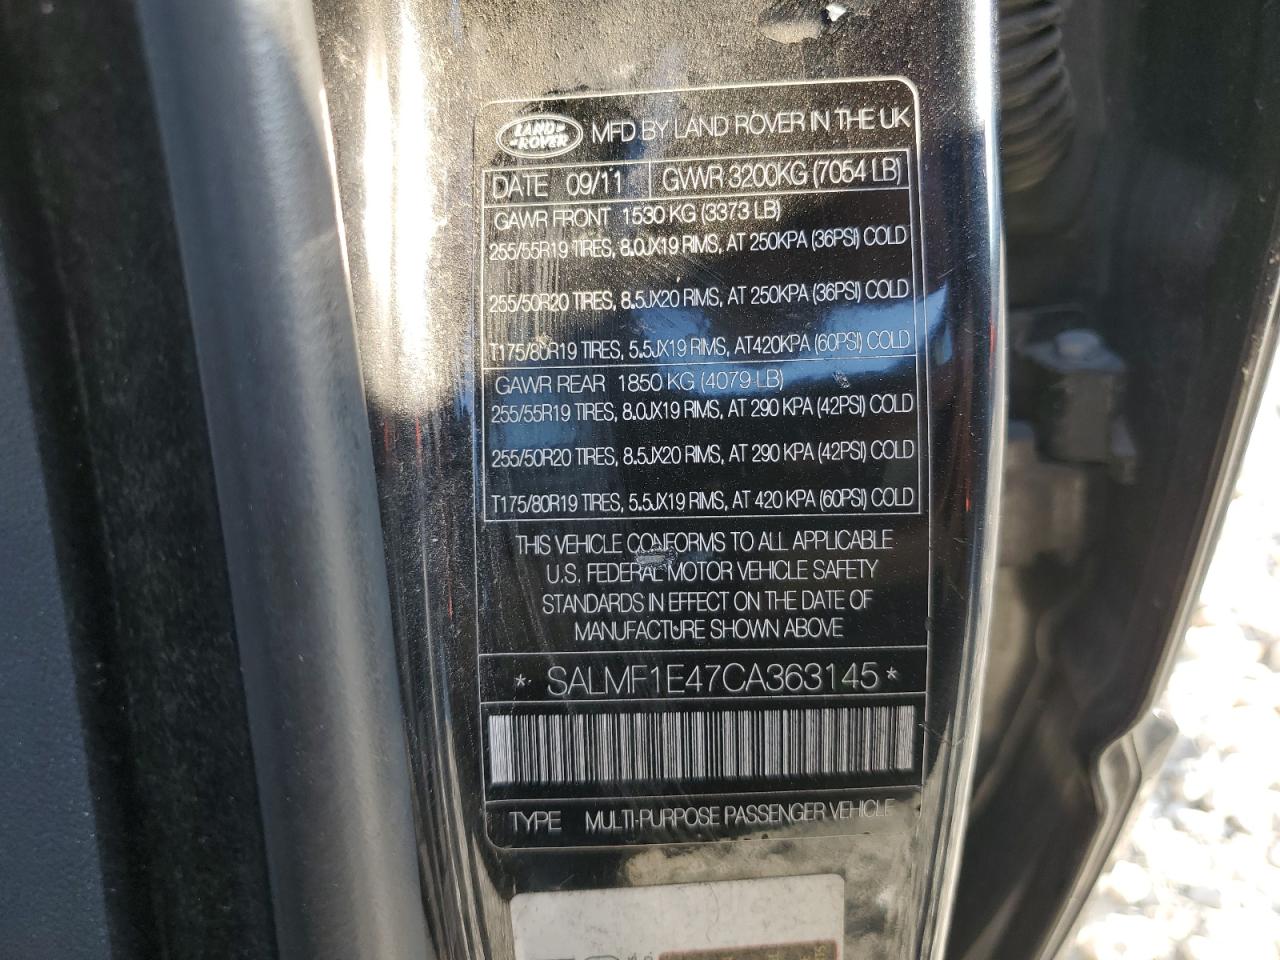 LAND ROVER MFD BY LAND ROVER IN THE UK
DATE 09/11 GVWR 3200KG (7054 LB)
GAWR FRONT 1530 KG (3373 LB)
255/55R19 TIRES, 8.0JX19 RIMS, AT 250KPA (36PSI) COLD
255/50R20 TIRES, 8.5JX20 RIMS, AT 250KPA (36PSI) COLD
T175/80R19 TIRES, 5.5JX19 RIMS, AT 420KPA (60PSI) COLD
GAWR REAR 1850 KG (4079 LB)
255/55R19 TIRES, 8.0JX19 RIMS, AT 290 KPA (42PSI) COLD
255/50R20 TIRES, 8.5JX20 RIMS, AT 290 KPA (42PSI) COLD
T175/80R19 TIRES, 5.5JX19 RIMS, AT 420 KPA (60PSI) COLD
THIS VEHICLE CONFORMS TO ALL APPLICABLE
U.S. FEDERAL MOTOR VEHICLE SAFETY
STANDARDS IN EFFECT ON THE DATE OF
MANUFACTURE SHOWN ABOVE
* SALMF1E47CA363145 *
TYPE MULTI-PURPOSE PASSENGER VEHICLE